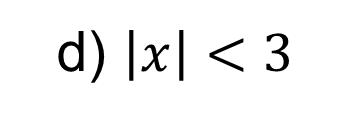 d) |𝑥| < 3